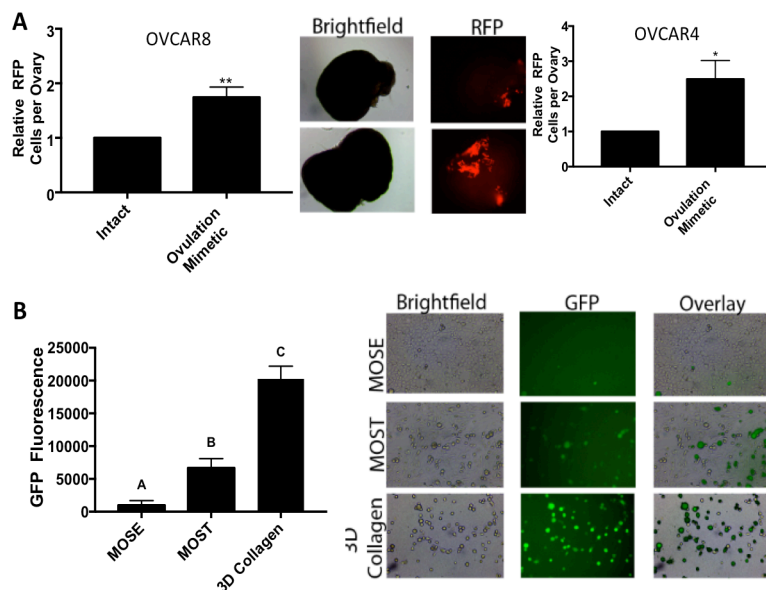 A
OVCAR8
Relative RFP
Cells per Ovary
3
2
1
0
**
Intact
Ovulation
Mimetic
Brightfield
RFP
OVCAR4
Relative RFP
Cells per Ovary
4
3
2
1
0
*
Intact
Ovulation
Mimetic
B
GFP Fluorescence
25000
20000
15000
10000
5000
0
A
B
C
MOSE
MOST
3D Collagen
Brightfield
GFP
Overlay
MOSE
MOST
3D
Collagen